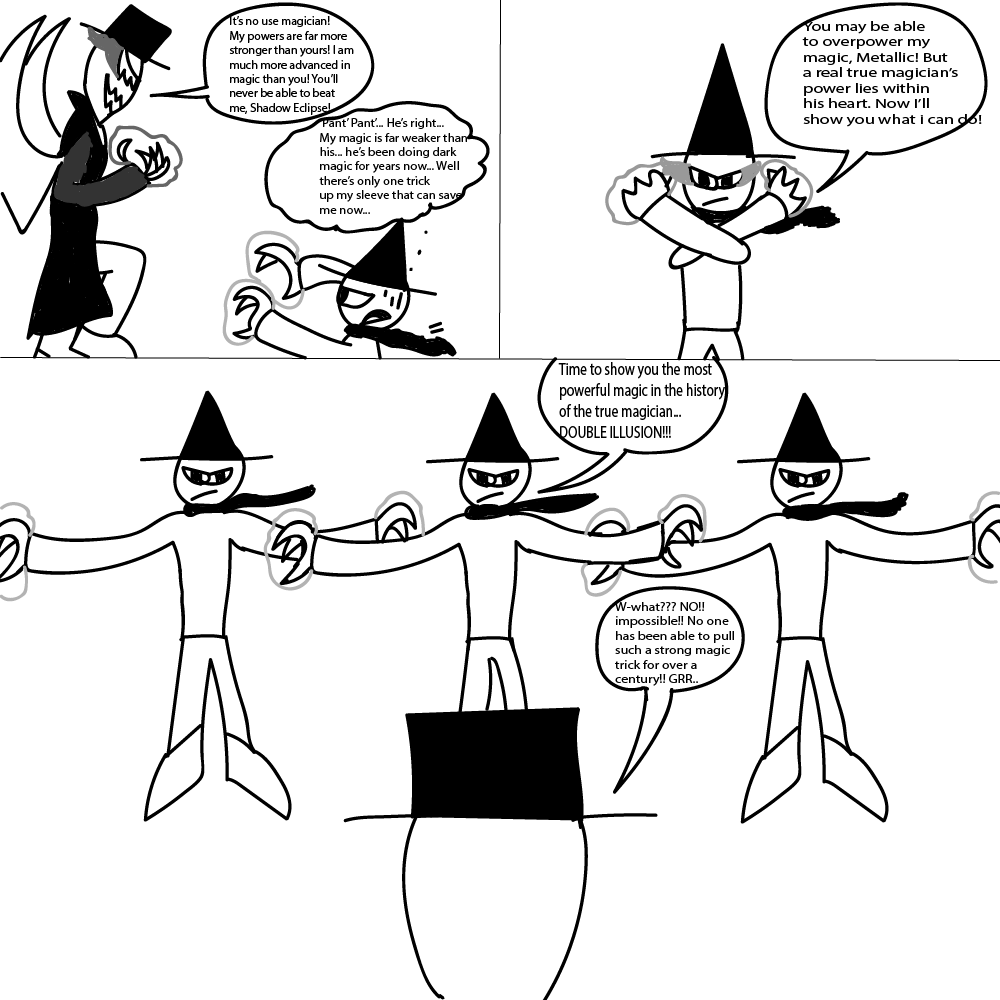 It's no use magician!
My powers are far more
stronger than yours! I am
much more advanced in
magic than you! You'll
never be able to beat
me, Shadow Eclipse!
'Pant' Pant'... He's right...
My magic is far weaker than
his... he's been doing dark
magic for years now... Well
there's only one trick
up my sleeve that can save
me now...
You may be able
to overpower my
magic, Metallic! But
a real true magician's
power lies within
his heart. Now I'll
show you what i can do!
Time to show you the most
powerful magic in the history
of the true magician...
DOUBLE ILLUSION!!!
W-what??? NO!!
impossible!! No one
has been able to pull
such a strong magic
trick for over a
century!! GRR..